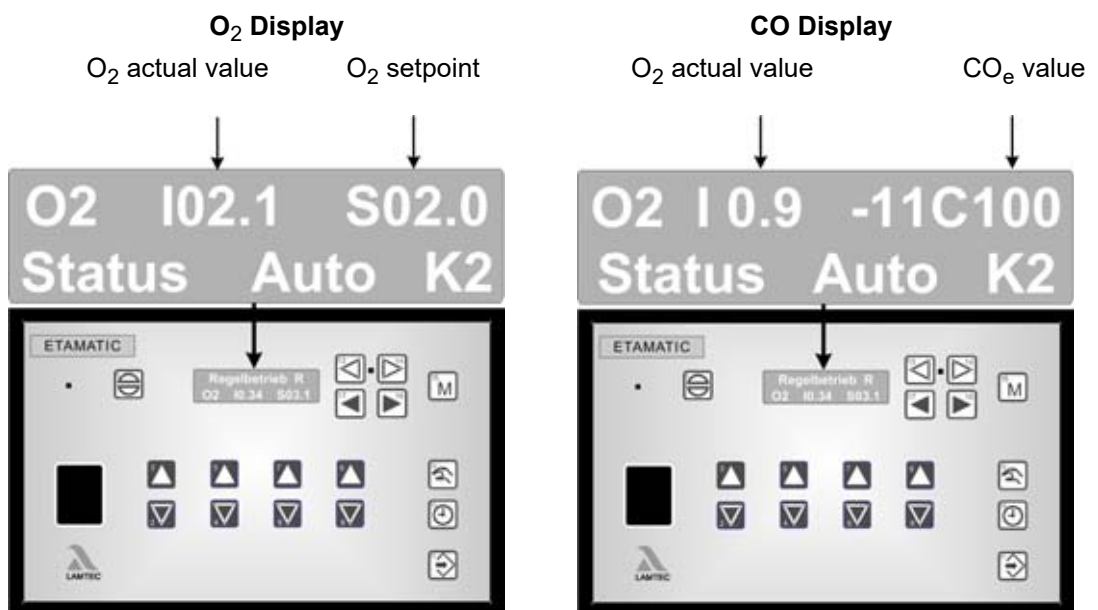 O2 Display
O2 actual value O2 setpoint
O2 I02.1 S02.0
Status Auto K2
ETAMATIC
Regelbetrieb R
O2 I0.34 S03.1
M
LAMTEC
CO Display
O2 actual value COe value
O2 I 0.9 -11C100
Status Auto K2
ETAMATIC
Regelbetrieb R
O2 I0.34 S03.1
M
LAMTEC